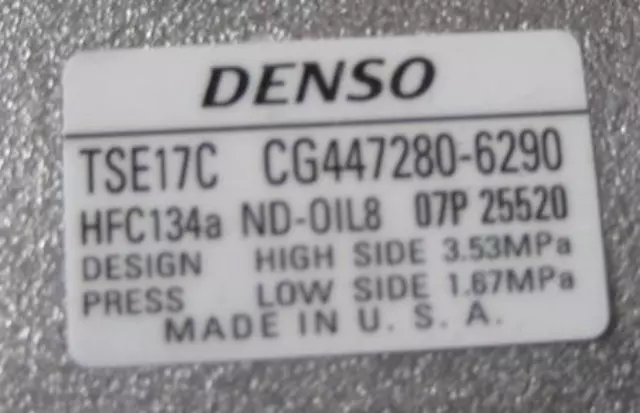 DENSO
TSE17C CG447280-6290
HFC134a ND-OIL8 07P 25520
DESIGN HIGH SIDE 3.53MPa
PRESS LOW SIDE 1.67MPa
MADE IN U. S. A.